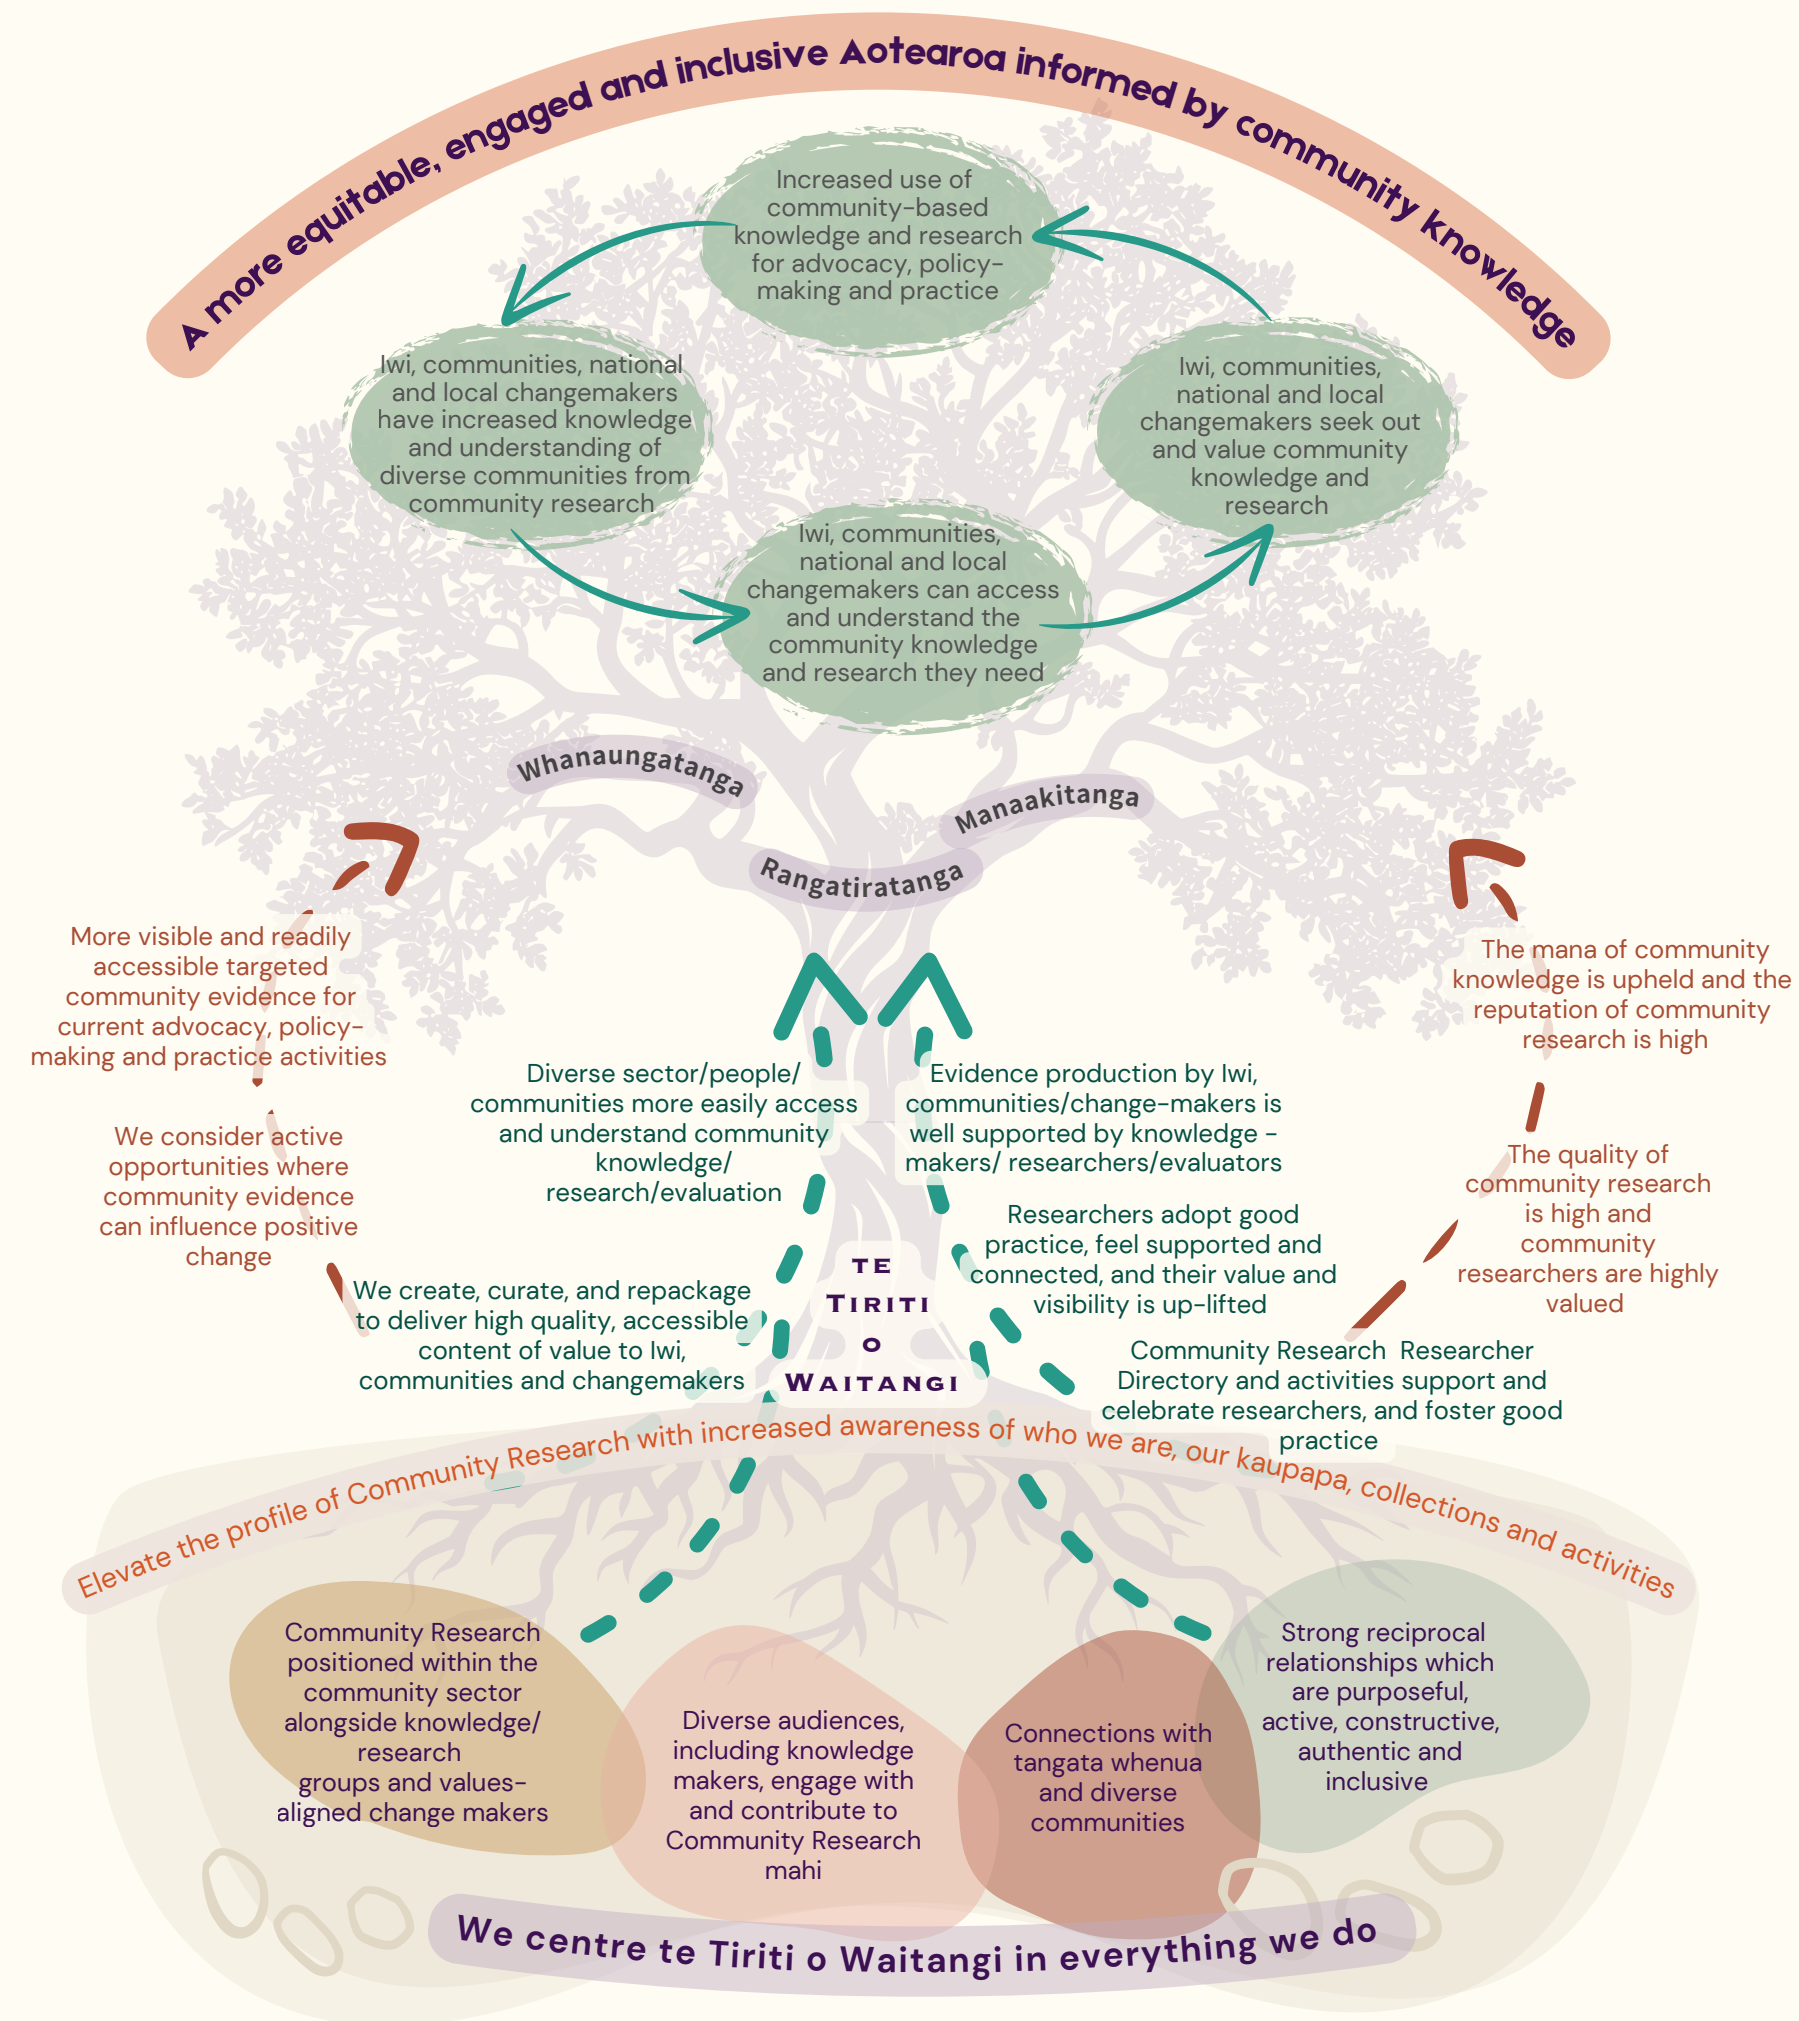 A more equitable, engaged and inclusive Aotearoa informed by community knowledge
Increased use of
community-based
knowledge and research
for advocacy, policy-
making and practice
Iwi, communities, national
and local changemakers
have increased knowledge
and understanding of
diverse communities from
community research
Iwi, communities,
national and local
changemakers seek out
and value community
knowledge and
research
Iwi, communities,
national and local
changemakers can access
and understand the
community knowledge
and research they need
Whanaungatanga
Manaakitanga
Rangatiratanga
More visible and readily
accessible targeted
community evidence for
current advocacy, policy-
making and practice activities
The mana of community
knowledge is upheld and the
reputation of community
research is high
Diverse sector/people/
communities more easily access
and understand community
knowledge/
research/evaluation
Evidence production by Iwi,
communities/change-makers is
well supported by knowledge -
makers/ researchers/evaluators
We consider active
opportunities where
community evidence
can influence positive
change
The quality of
community research
is high and
community
researchers are highly
valued
Researchers adopt good
practice, feel supported and
connected, and their value and
visibility is up-lifted
We create, curate, and repackage
to deliver high quality, accessible
content of value to Iwi,
communities and changemakers
TE
TIRITI
O
WAITANGI
Community Research  Researcher
Directory and activities support and
celebrate researchers, and foster good
practice
Elevate the profile of Community Research with increased awareness of who we are, our kaupapa, collections and activities
Community Research
positioned within the
community sector
alongside knowledge/
research
groups and values-
aligned change makers
Diverse audiences,
including knowledge
makers, engage with
and contribute to
Community Research
mahi
Connections with
tangata whenua
and diverse
communities
Strong reciprocal
relationships which
are purposeful,
active, constructive,
authentic and
inclusive
We centre te Tiriti o Waitangi in everything we do